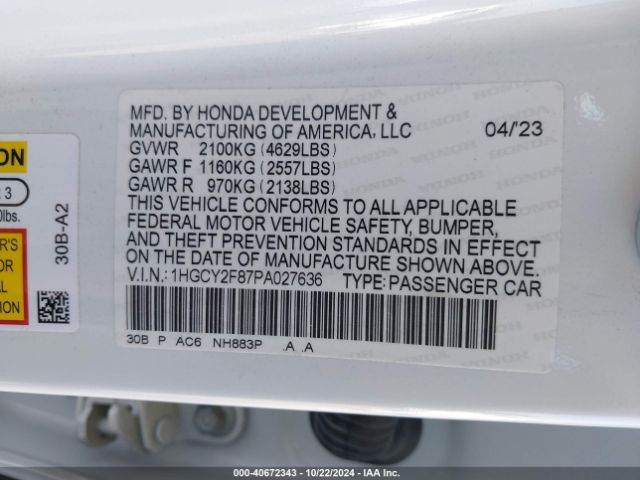 MFD. BY HONDA DEVELOPMENT &
MANUFACTURING OF AMERICA, LLC 04/'23
GVWR 2100KG (4629LBS)
GAWR F 1160KG (2557LBS)
GAWR R 970KG (2138LBS)
THIS VEHICLE CONFORMS TO ALL APPLICABLE
FEDERAL MOTOR VEHICLE SAFETY, BUMPER,
AND THEFT PREVENTION STANDARDS IN EFFECT
ON THE DATE OF MANUFACTURE SHOWN ABOVE.
V.I.N.: 1HGCY2F87PA027636 TYPE: PASSENGER CAR
30B P AC6 NH883P .A .A
30B-A2
000-40672343 | 10/22/2024 | IAA Inc.